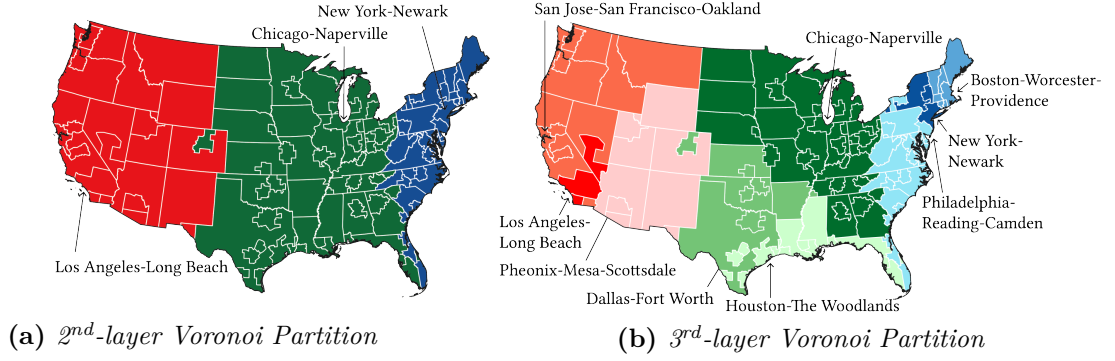 New York-Newark
Chicago-Naperville
Los Angeles-Long Beach
(a) 2nd-layer Voronoi Partition
San Jose-San Francisco-Oakland
Chicago-Naperville
Boston-Worcester-
Providence
New York-
Newark
Philadelphia-
Reading-Camden
Los Angeles-
Long Beach
Pheonix-Mesa-Scottsdale
Dallas-Fort Worth
Houston-The Woodlands
(b) 3rd-layer Voronoi Partition